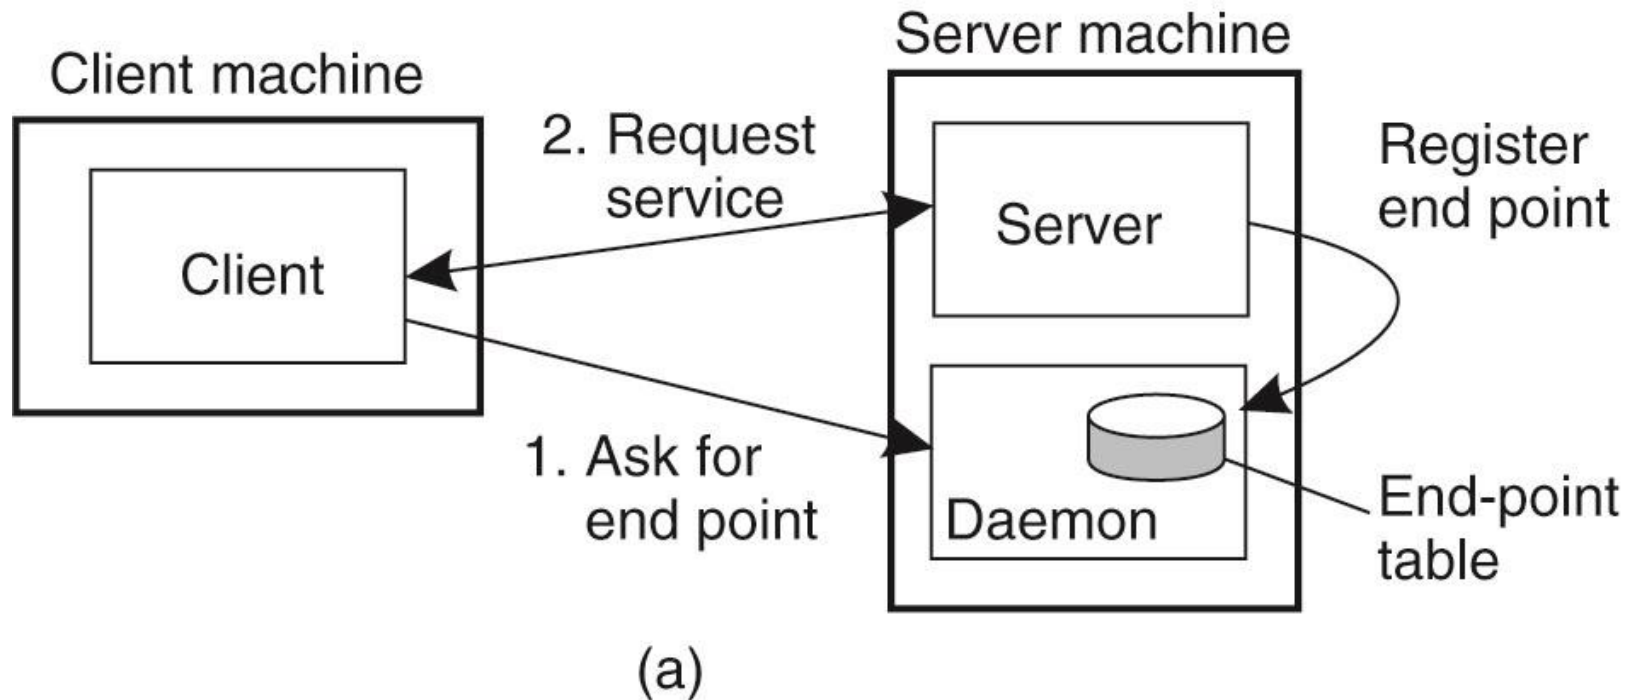 Client machine
Server machine
2. Request
service
Client
Server
Register
end point
1. Ask for
end point
Daemon
End-point
table
(a)